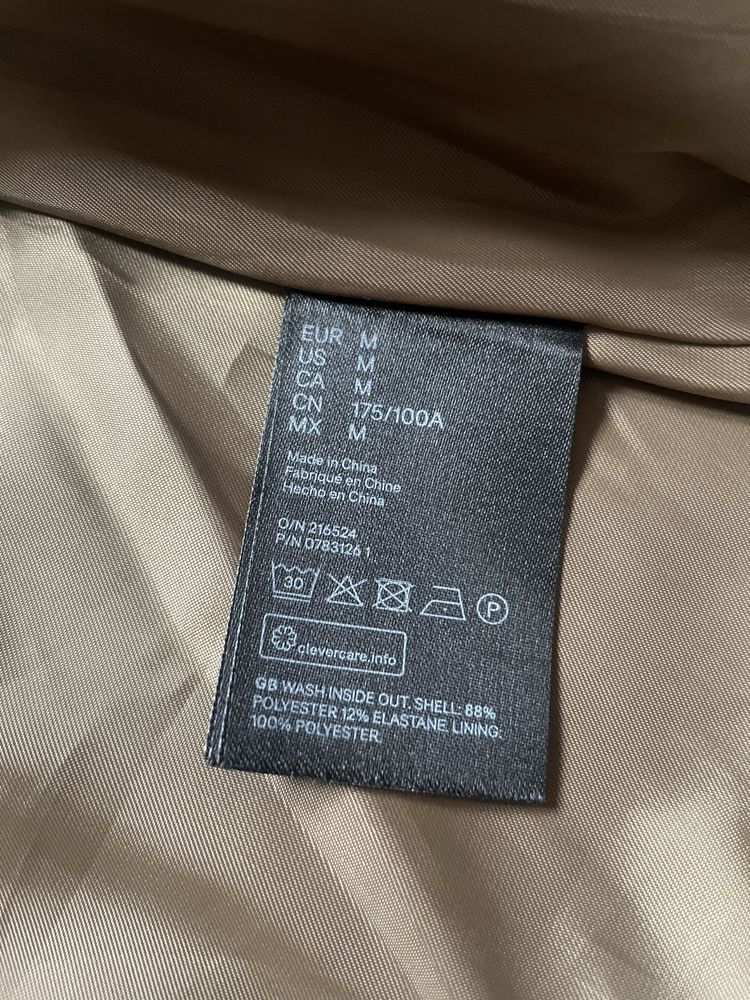 EUR M
US M
CA M
CN 175/100A
MX M
Made in China
Fabriqué en Chine
Hecho en China
O/N 216524
P/N 0783126 1
30
P
clevercare.info
GB WASH INSIDE OUT. SHELL: 88%
POLYESTER 12% ELASTANE. LINING:
100% POLYESTER.